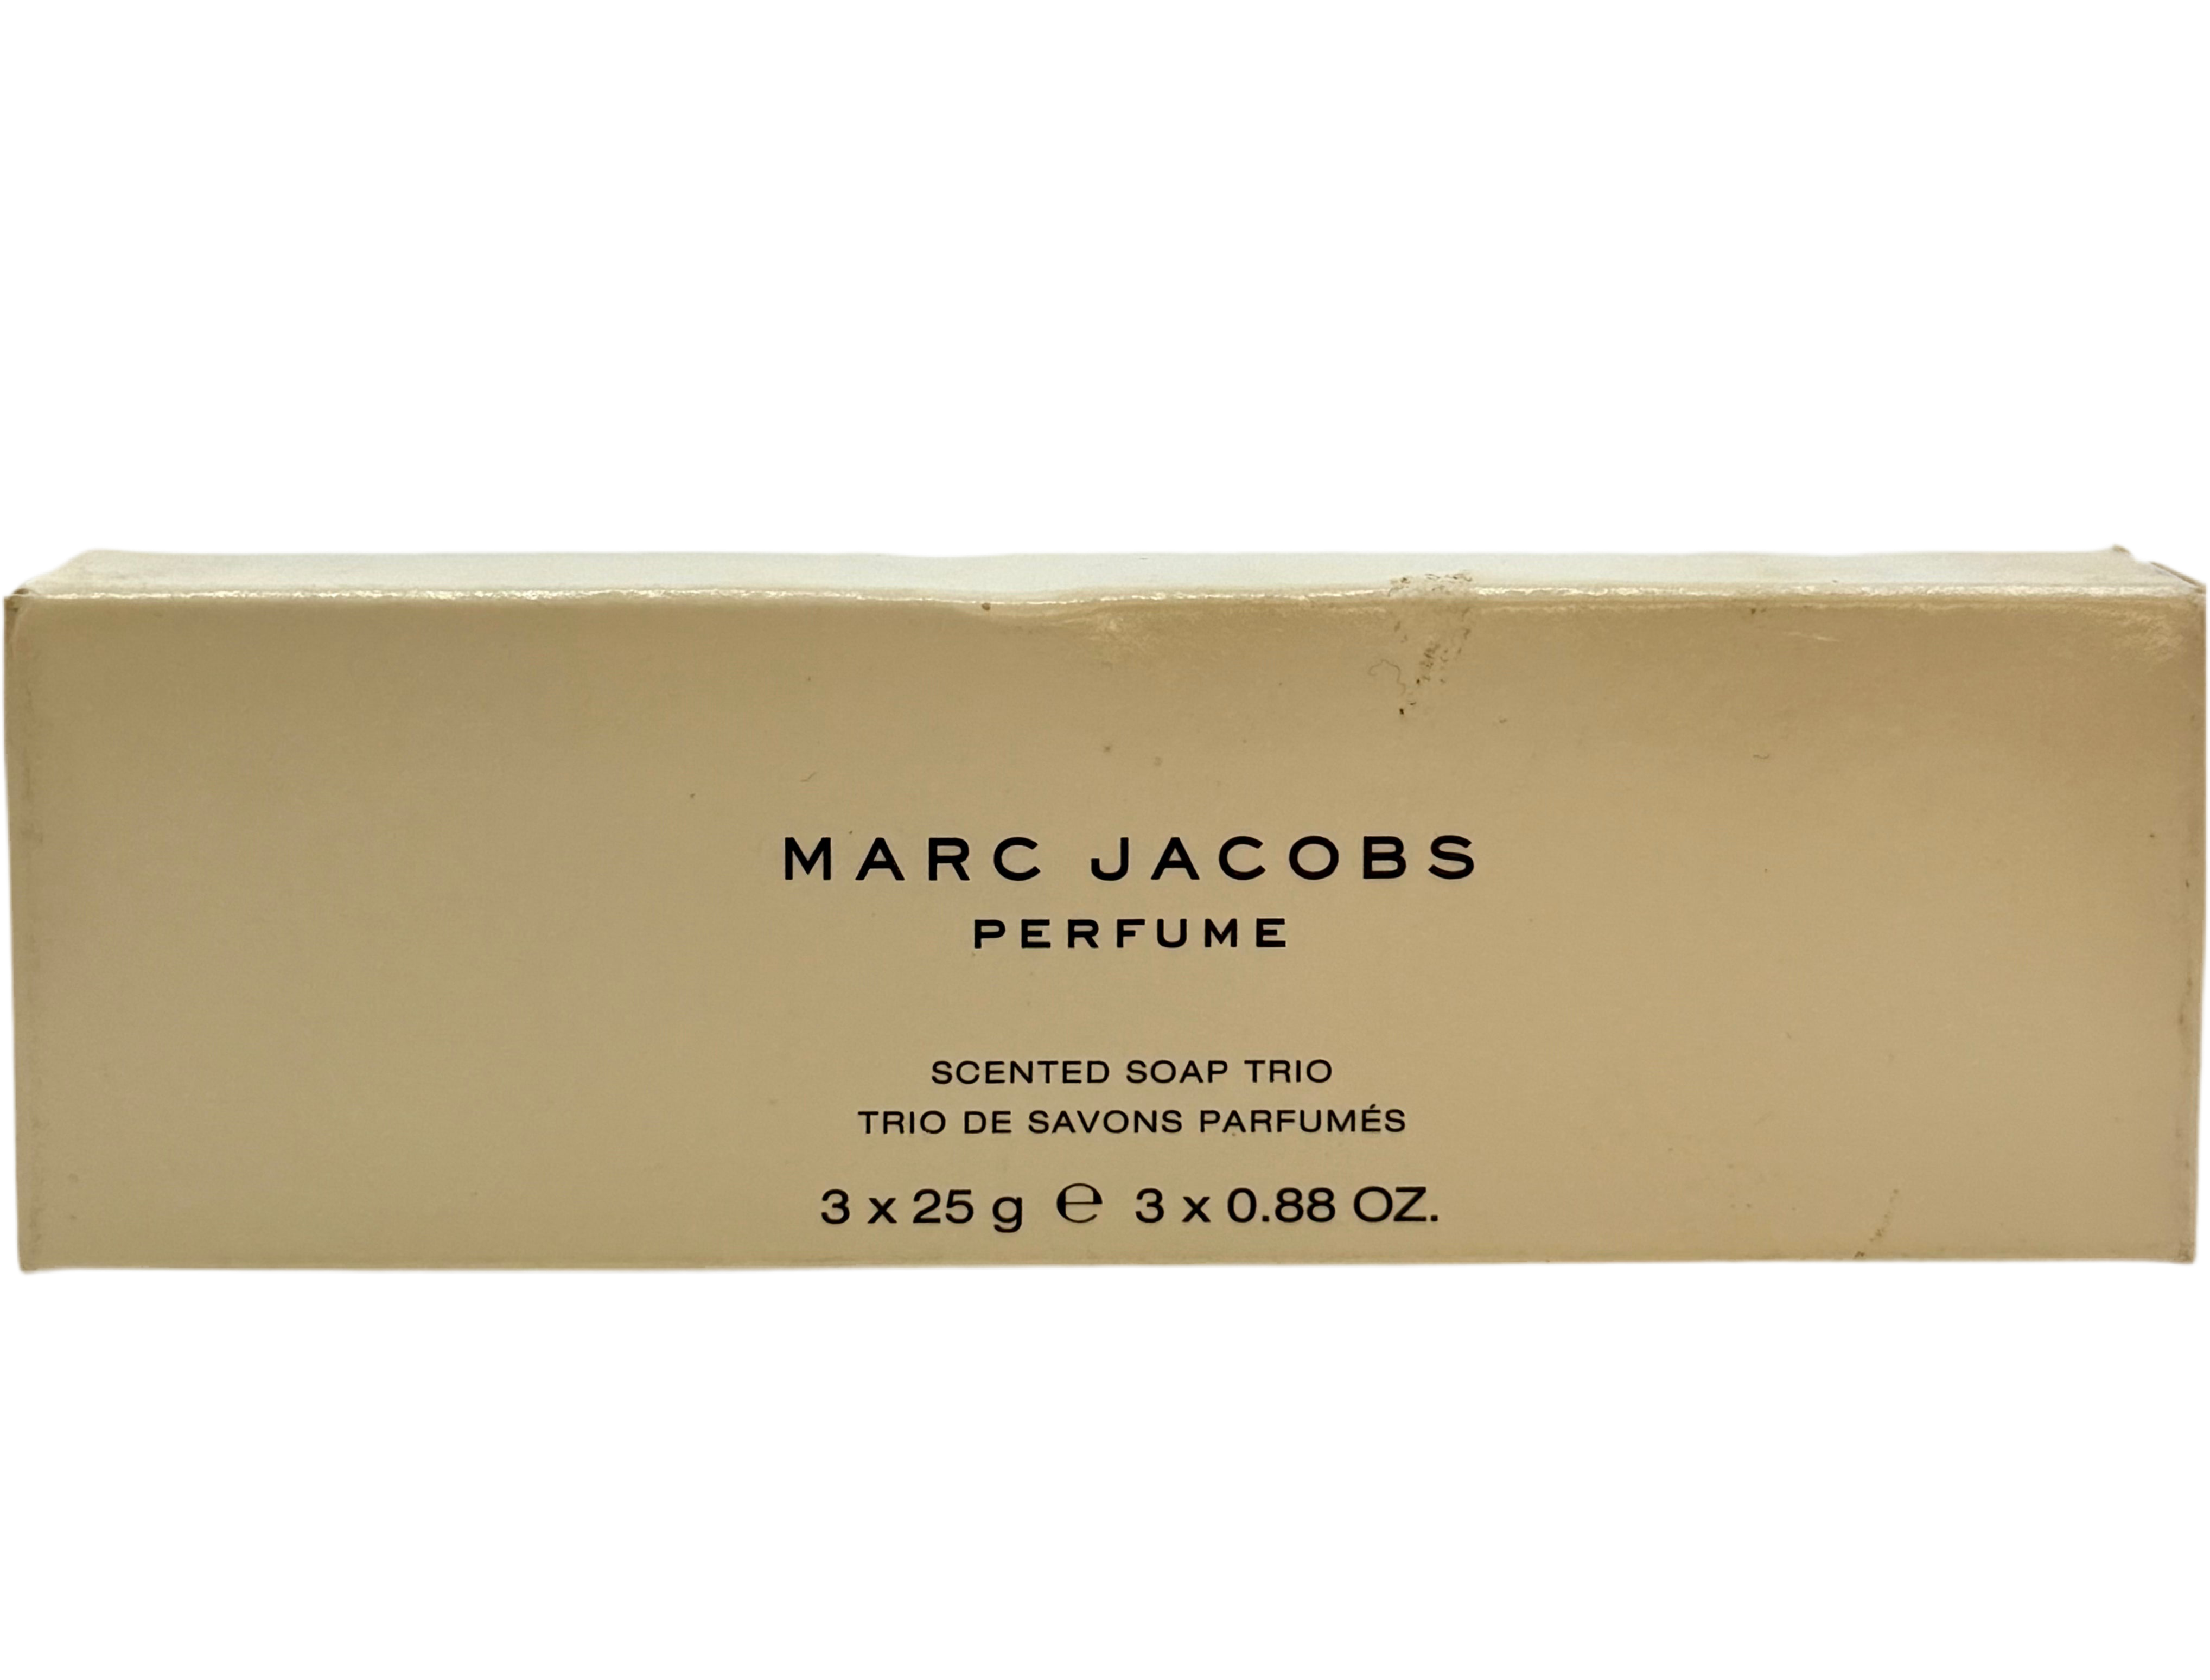 MARC JACOBS
PERFUME
SCENTED SOAP TRIO
TRIO DE SAVONS PARFUMÉS
3 x 25 g ℮ 3 x 0.88 OZ.